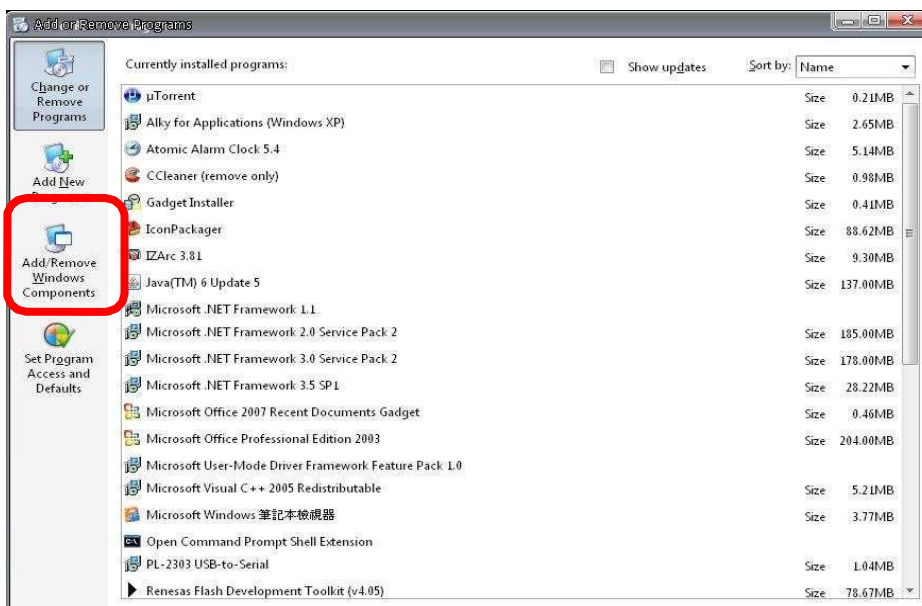 Add or Remove Programs
Change or
Remove
Programs
Add New
Add/Remove
Windows
Components
Set Program
Access and
Defaults
Currently installed programs:
Show updates
Sort by: Name
µTorrent Size 0.21MB
Alky for Applications (Windows XP) Size 2.65MB
Atomic Alarm Clock 5.4 Size 5.14MB
CCleaner (remove only) Size 0.98MB
Gadget Installer Size 0.41MB
IconPackager Size 88.62MB
IZArc 3.81 Size 9.30MB
Java(TM) 6 Update 5 Size 137.00MB
Microsoft .NET Framework 1.1
Microsoft .NET Framework 2.0 Service Pack 2 Size 185.00MB
Microsoft .NET Framework 3.0 Service Pack 2 Size 178.00MB
Microsoft .NET Framework 3.5 SP1 Size 28.22MB
Microsoft Office 2007 Recent Documents Gadget Size 0.46MB
Microsoft Office Professional Edition 2003 Size 204.00MB
Microsoft User-Mode Driver Framework Feature Pack 1.0
Microsoft Visual C++ 2005 Redistributable Size 5.21MB
Microsoft Windows 筆記本檢視器 Size 3.77MB
Open Command Prompt Shell Extension
PL-2303 USB-to-Serial Size 1.04MB
Renesas Flash Development Toolkit (v4.05) Size 78.67MB